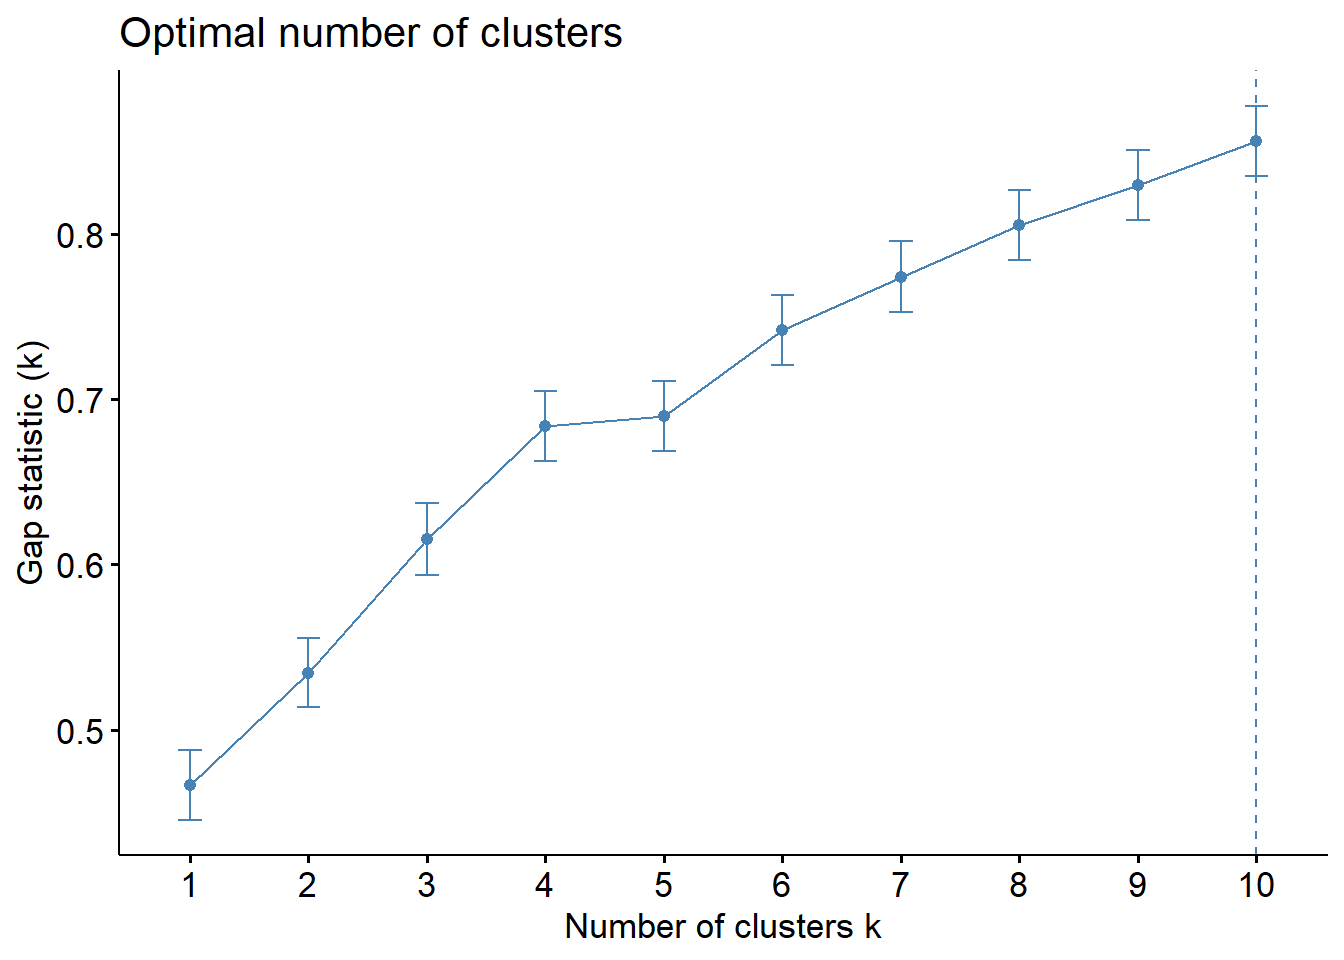 Optimal number of clusters
Gap statistic (k)
0.8
0.7
0.6
0.5
1 2 3 4 5 6 7 8 9 10
Number of clusters k